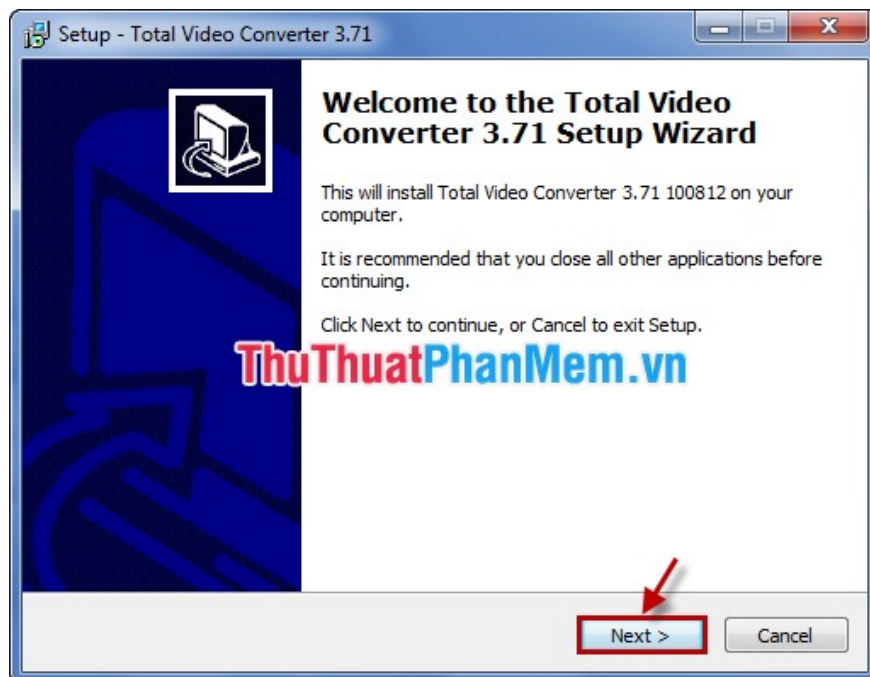 Setup - Total Video Converter 3.71
Welcome to the Total Video
Converter 3.71 Setup Wizard
This will install Total Video Converter 3.71 100812 on your
computer.
It is recommended that you close all other applications before
continuing.
Click Next to continue, or Cancel to exit Setup.
ThuThuatPhanMem.vn
Next >
Cancel